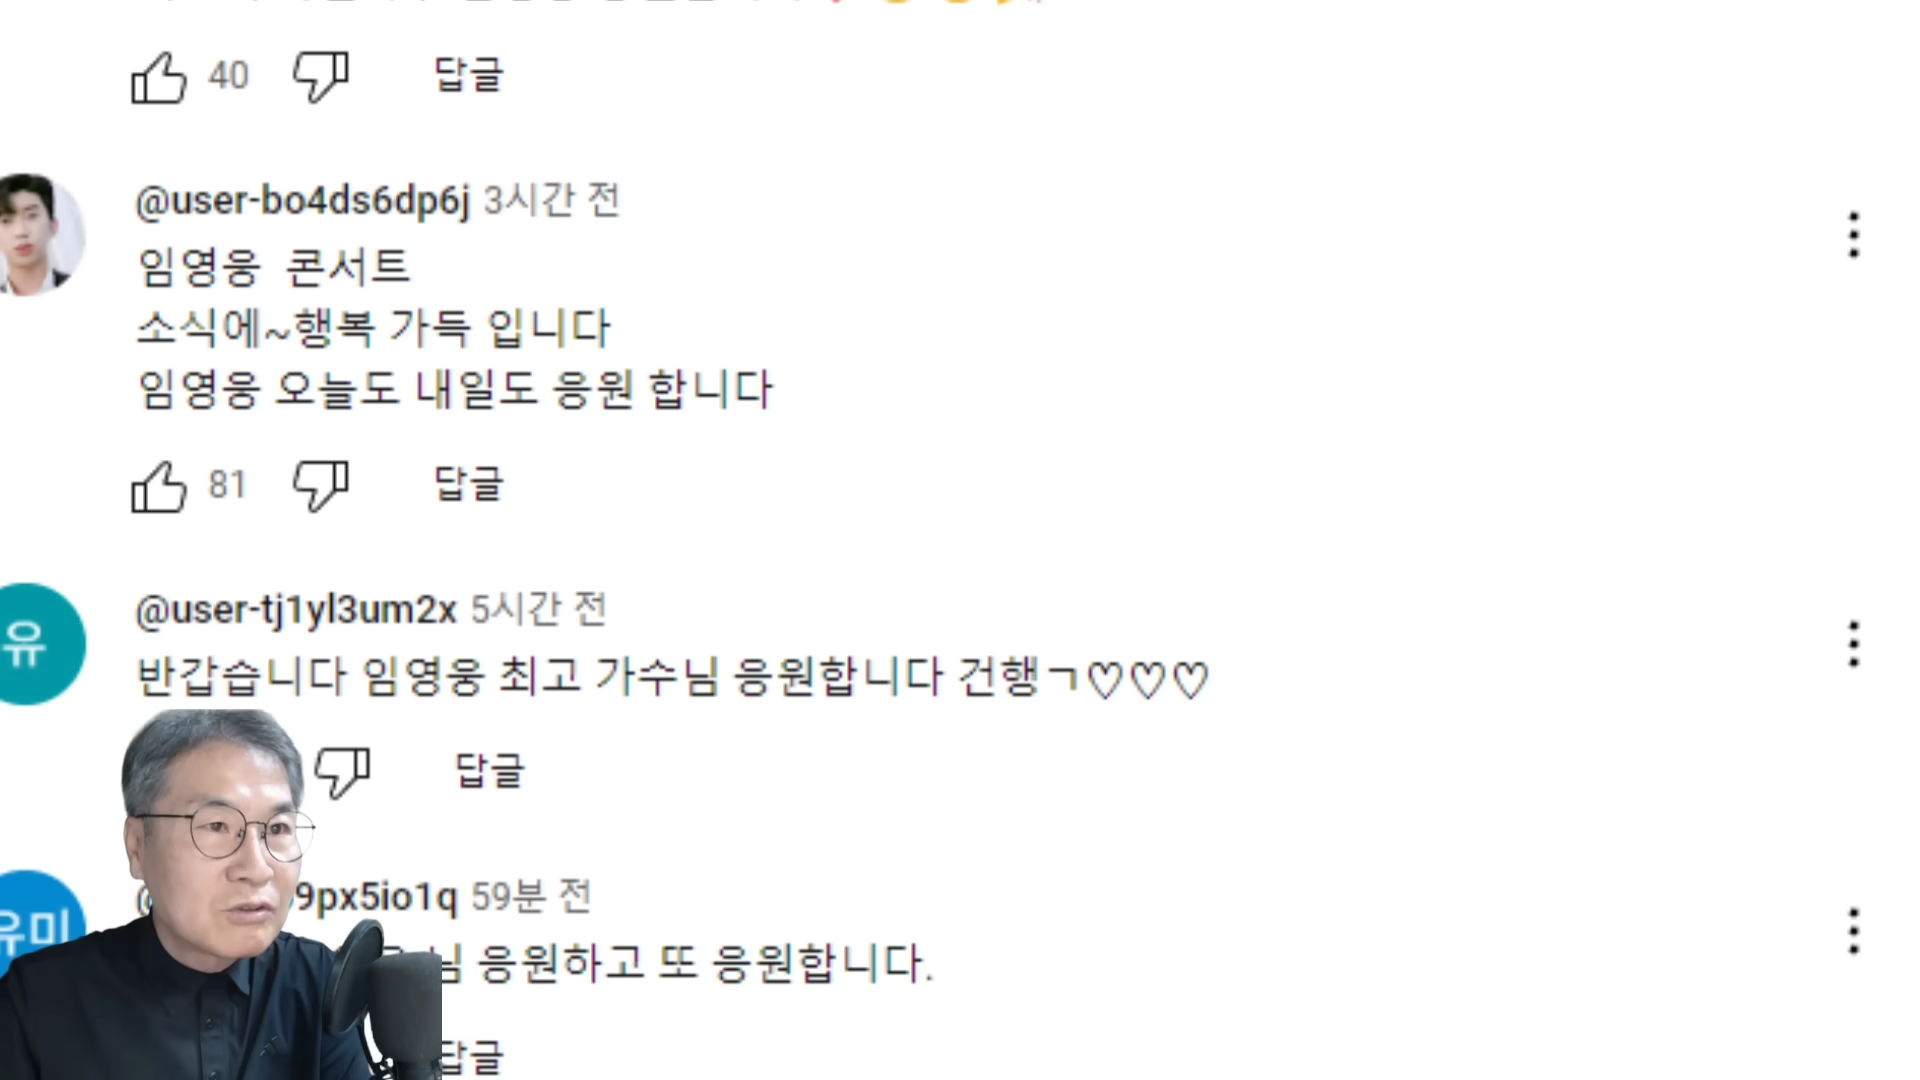 40 답글
@user-bo4ds6dp6j 3시간 전
임영웅 콘서트
소식에~행복 가득 입니다
임영웅 오늘도 내일도 응원 합니다
81 답글
유
@user-tj1yl3um2x 5시간 전
반갑습니다 임영웅 최고 가수님 응원합니다 건행ㄱ♡♡♡
답글
유미
9px5io1q 59분 전
님 응원하고 또 응원합니다.
답글